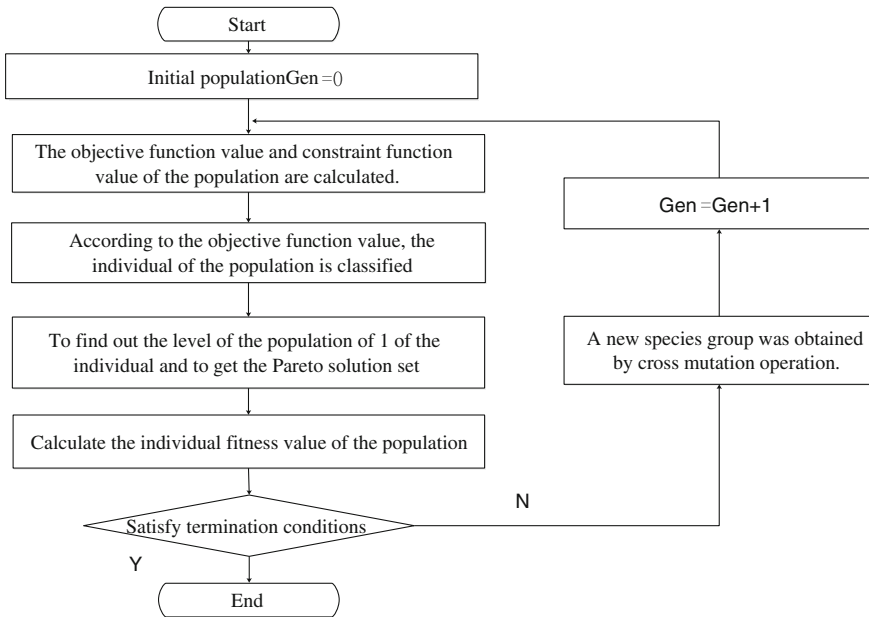 Start
Initial populationGen =()
The objective function value and constraint function
value of the population are calculated.
According to the objective function value, the
individual of the population is classified
To find out the level of the population of 1 of the
individual and to get the Pareto solution set
Calculate the individual fitness value of the population
Satisfy termination conditions
N
Y
End
Gen =Gen+1
A new species group was obtained
by cross mutation operation.